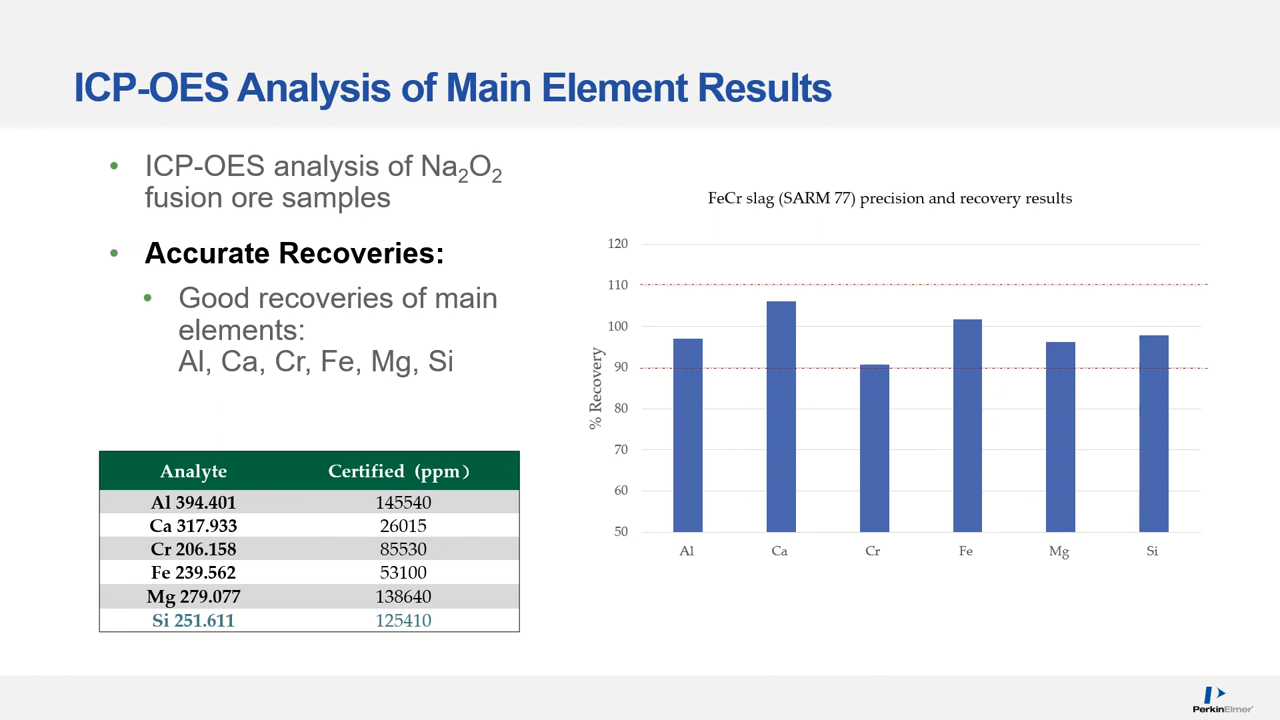 ICP-OES Analysis of Main Element Results
• ICP-OES analysis of Na₂O₂
fusion ore samples
• Accurate Recoveries:
• Good recoveries of main
elements:
Al, Ca, Cr, Fe, Mg, Si
Analyte Certified (ppm)
Al 394.401 145540
Ca 317.933 26015
Cr 206.158 85530
Fe 239.562 53100
Mg 279.077 138640
Si 251.611 125410
FeCr slag (SARM 77) precision and recovery results
% Recovery
120
110
100
90
80
70
60
50
Al Ca Cr Fe Mg Si
PerkinElmer